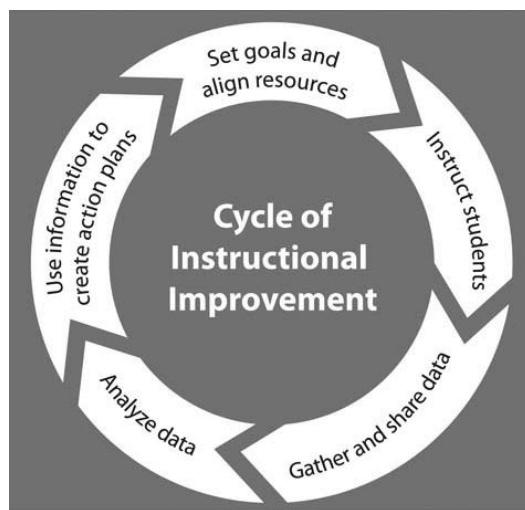 Cycle of
Instructional
Improvement
Set goals and
align resources
Instruct students
Gather and share data
Analyze data
Use information to
create action plans